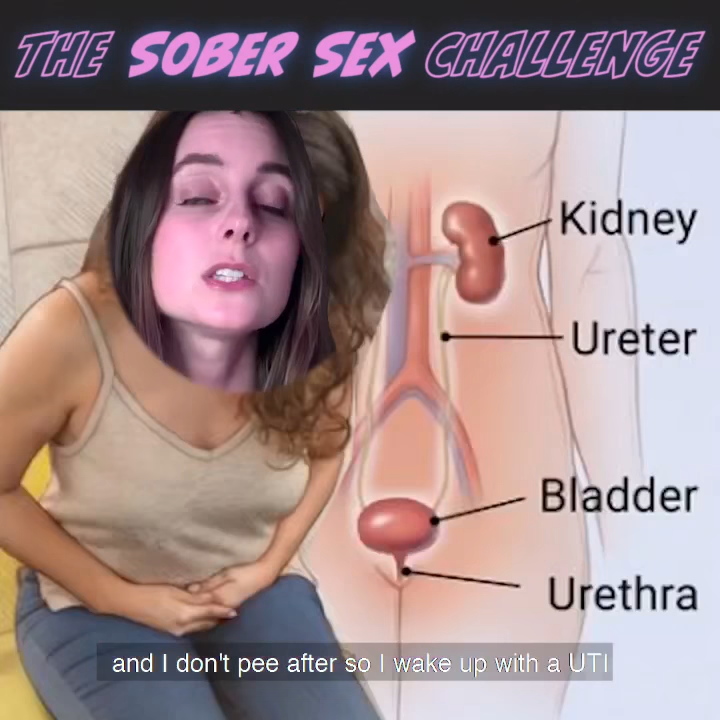 THE SOBER SEX CHALLENGE
Kidney
Ureter
Bladder
Urethra
and I don't pee after so I wake up with a UTI